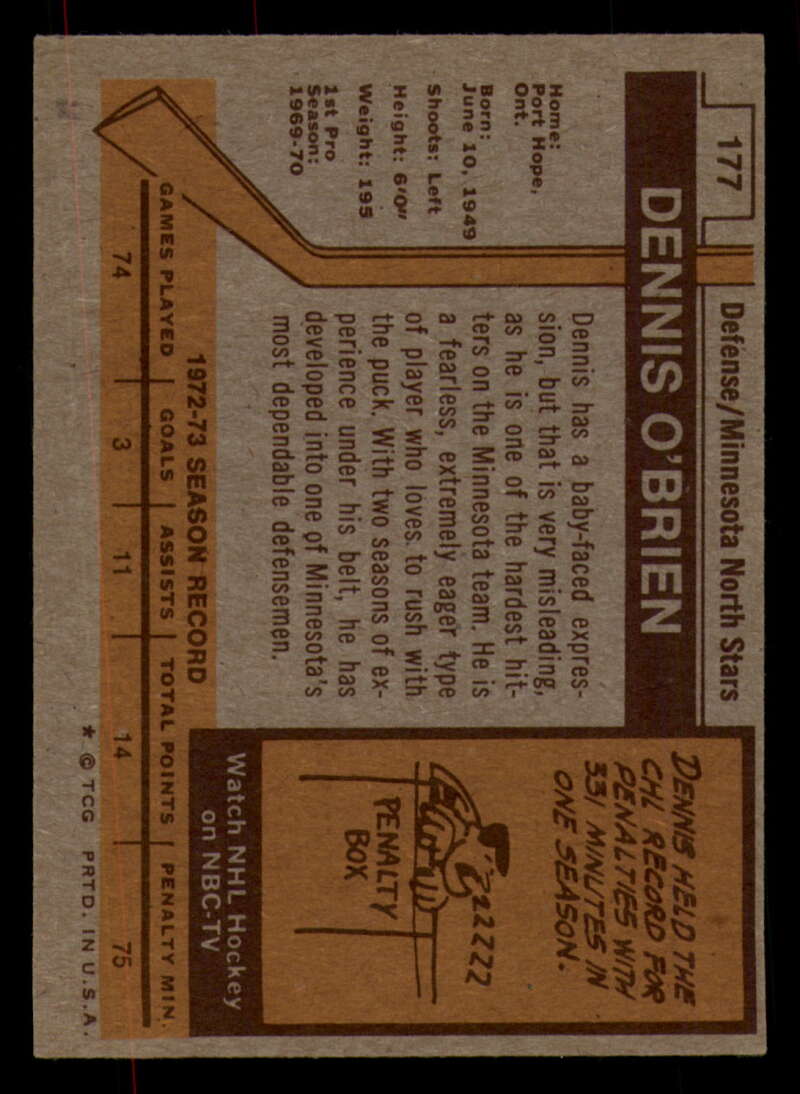 177
Defense/Minnesota North Stars
DENNIS O'BRIEN
Home:
Port Hope,
Ont.
Born:
June 10, 1949
Shoots: Left
Height: 6'0"
Weight: 195
1st Pro
Season:
1969-70
Dennis has a baby-faced expres-
sion, but that is very misleading,
as he is one of the hardest hit-
ters on the Minnesota team. He is
a fearless, extremely eager type
of player who loves to rush with
the puck. With two seasons of ex-
perience under his belt, he has
developed into one of Minnesota's
most dependable defensemen.
DENNIS HELD THE
CHL RECORD FOR
PENALTIES WITH
331 MINUTES IN
ONE SEASON.
ZZZZZZ
PENALTY
BOX
Watch NHL Hockey
on NBC-TV
1972-73 SEASON RECORD
GAMES PLAYED GOALS ASSISTS TOTAL POINTS PENALTY MIN.
74 3 11 14 75
* © TCG PRTD. IN U.S.A.